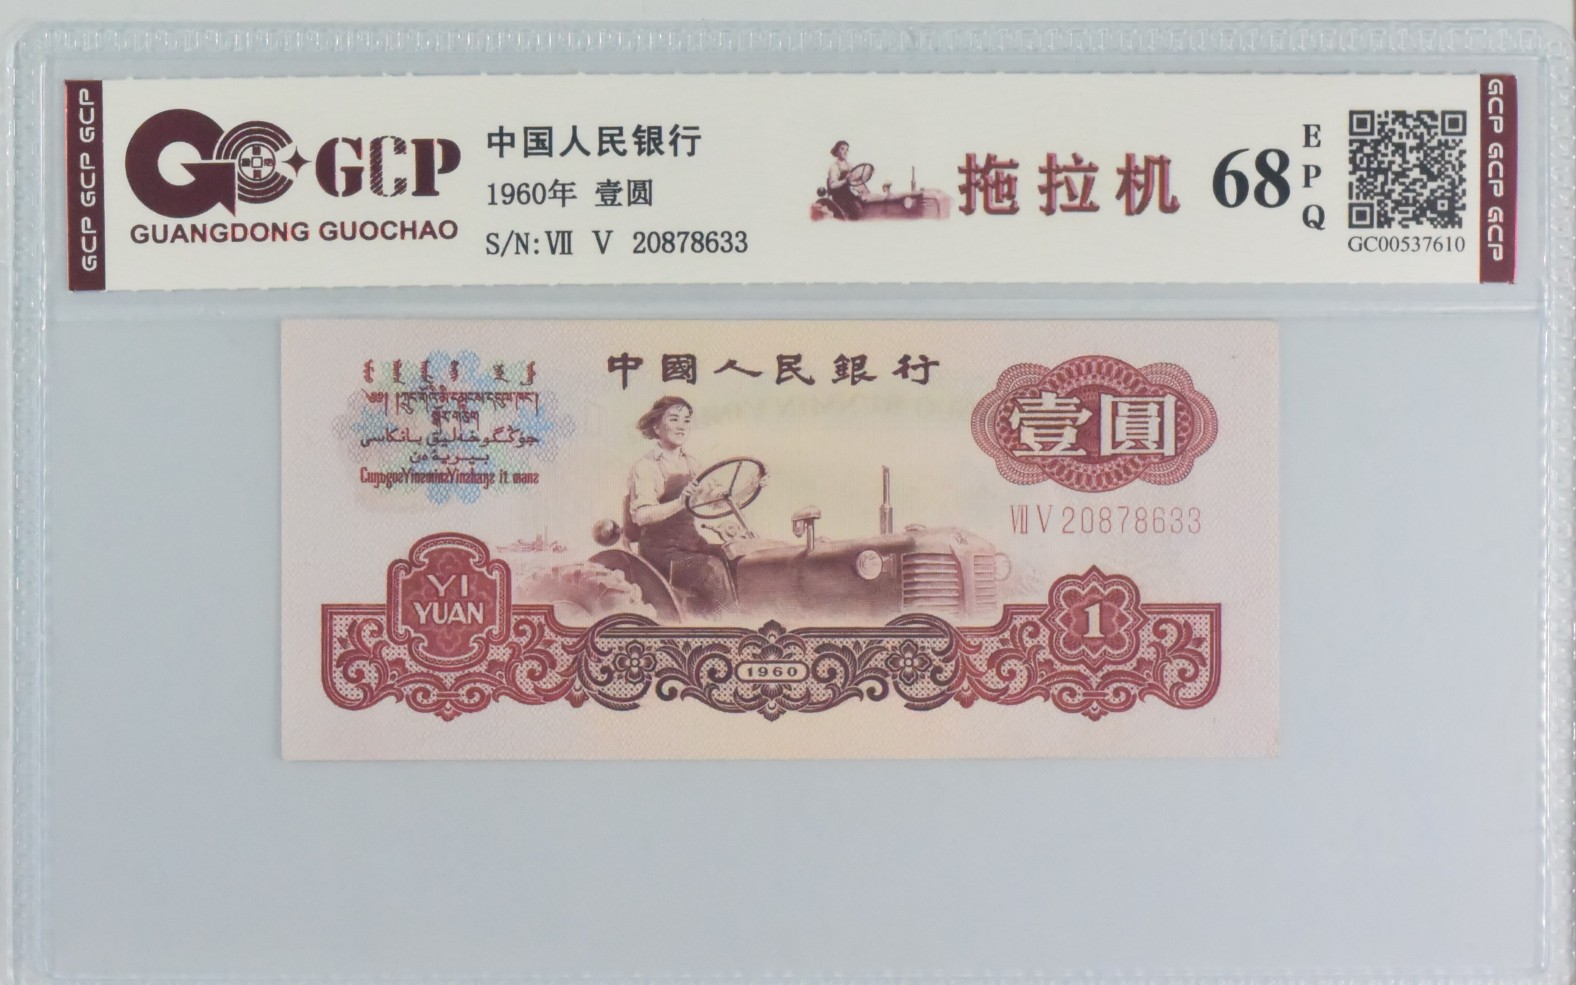 GCP GCP GCP
GCP
GUANGDONG GUOCHAO
中国人民银行
1960年 壹圆
S/N: Ⅶ Ⅴ 20878633
拖拉机
68
EPQ
GC00537610
GCP GCP GCP
中國人民銀行
壹圓
Ⅶ Ⅴ 20878633
YI
YUAN
1960
1